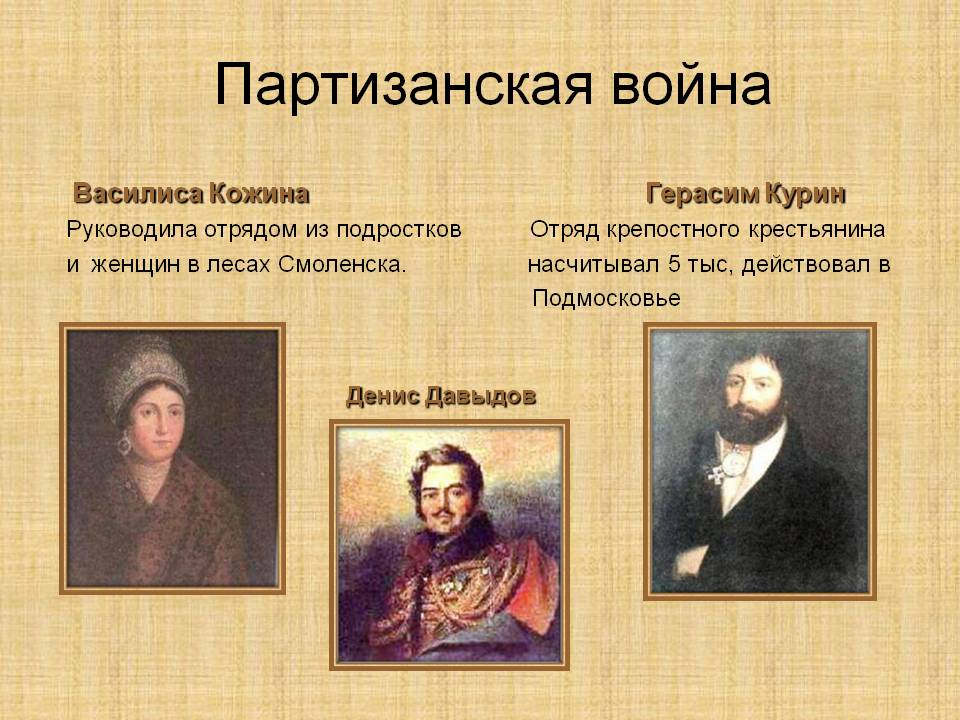 Партизанская война
Василиса Кожина
Руководила отрядом из подростков
и женщин в лесах Смоленска.
Герасим Курин
Отряд крепостного крестьянина
насчитывал 5 тыс, действовал в
Подмосковье
Денис Давыдов